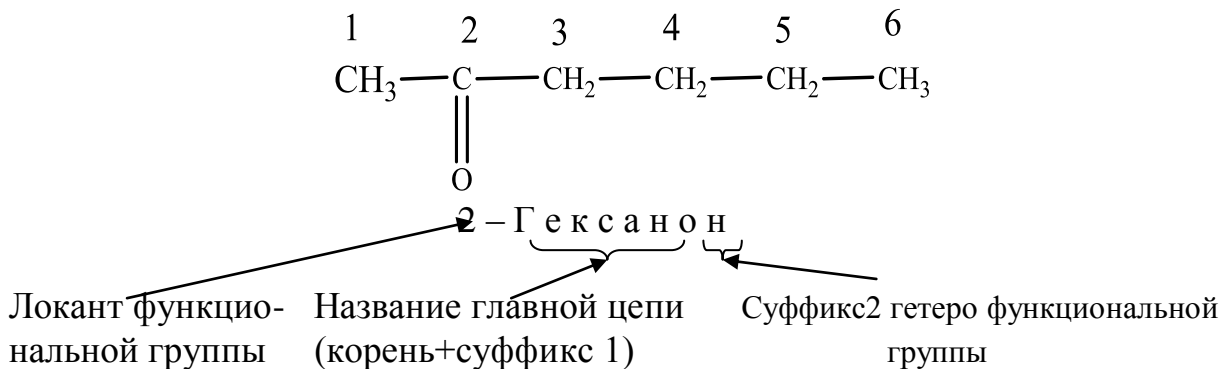 1 2 3 4 5 6
CH₃ C CH₂ CH₂ CH₂ CH₃
O
2 – Г е к с а н о н
Локант функцио- Название главной цепи Суффикс2 гетеро функциональной
нальной группы (корень+суффикс 1) группы